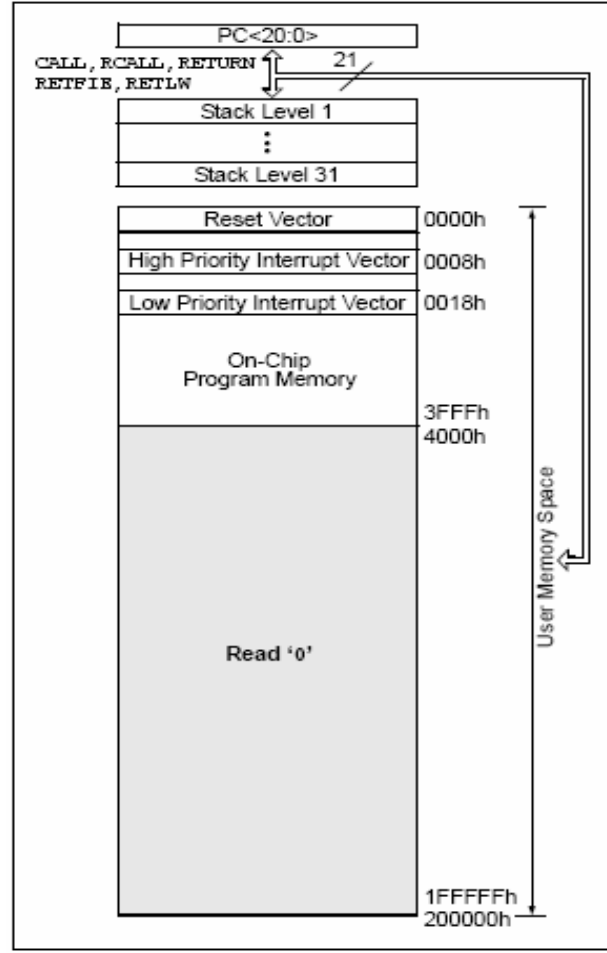 PC<20:0>
CALL,RCALL,RETURN
RETFIE,RETLW
21
Stack Level 1
Stack Level 31
Reset Vector
0000h
High Priority Interrupt Vector
0008h
Low Priority Interrupt Vector
0018h
On-Chip
Program Memory
3FFFh
4000h
User Memory Space
Read ‘0’
1FFFFFh
200000h